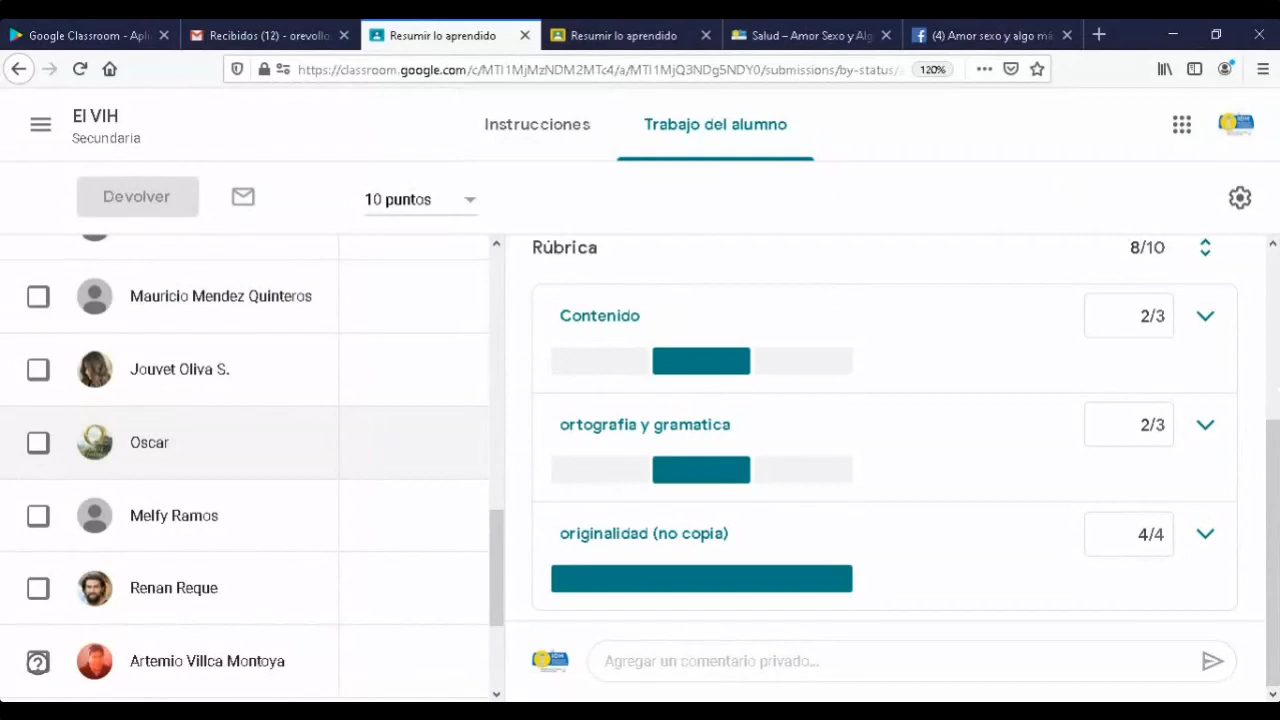 Google Classroom - Apli
Recibidos (12) - orevollo
Resumir lo aprendido
Resumir lo aprendido
Salud – Amor Sexo y Alg
(4) Amor sexo y algo má
https://classroom.google.com/c/MTI1MjMzNDM2MTc4/a/MTI1MjQ3NDg5NDY0/submissions/by-status/
120%
El VIH
Secundaria
Instrucciones
Trabajo del alumno
Devolver
10 puntos
Rúbrica
8/10
Mauricio Mendez Quinteros
Contenido
2/3
Jouvet Oliva S.
ortografia y gramatica
2/3
Oscar
Melfy Ramos
originalidad (no copia)
4/4
Renan Reque
Artemio Villca Montoya
Agregar un comentario privado...